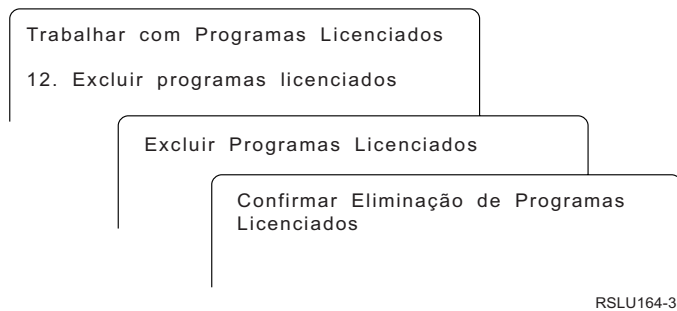 Trabalhar com Programas Licenciados
12. Excluir programas licenciados
Excluir Programas Licenciados
Confirmar Eliminação de Programas
Licenciados
RSLU164-3